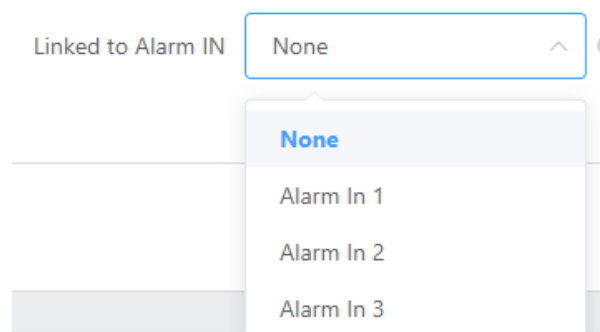 Linked to Alarm IN None
None
Alarm In 1
Alarm In 2
Alarm In 3